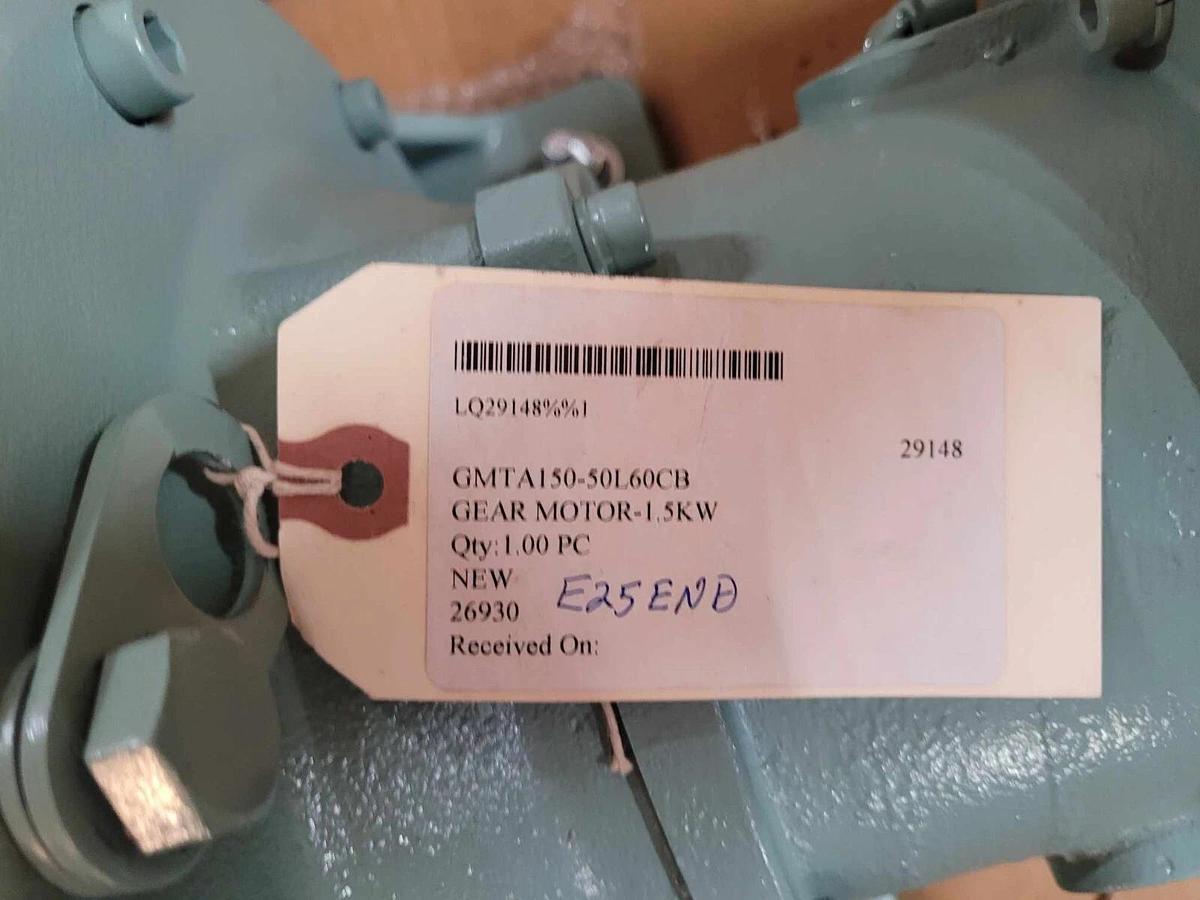 LQ29148%%1
29148
GMTA150-50L60CB
GEAR MOTOR-1.5KW
Qty:1.00 PC
NEW
E25END
26930
Received On: